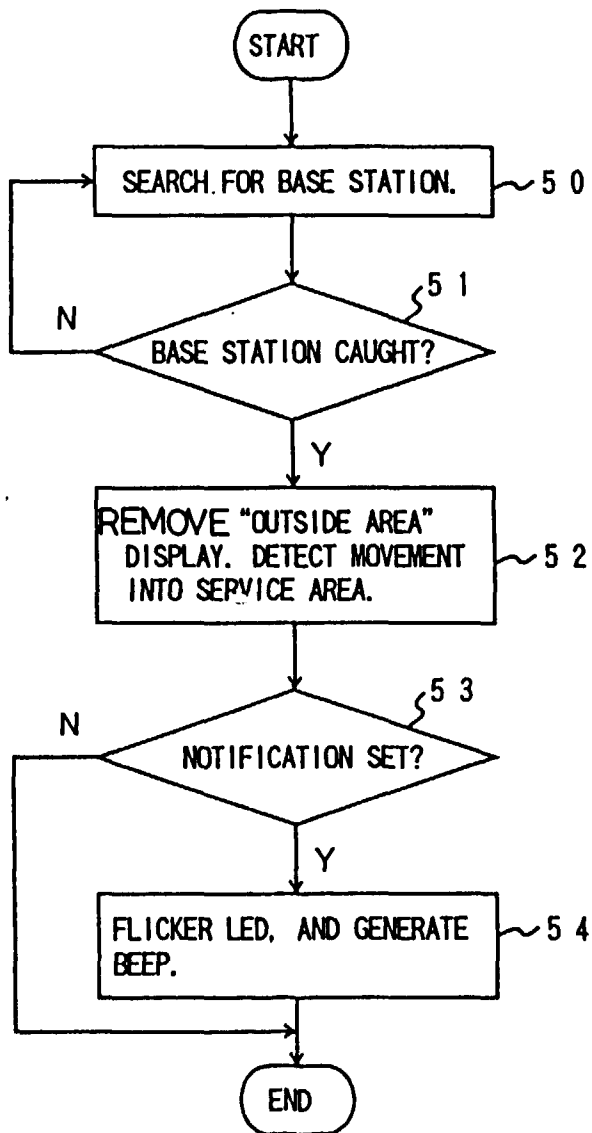 START
SEARCH FOR BASE STATION.
50
51
N
BASE STATION CAUGHT?
Y
REMOVE "OUTSIDE AREA"
DISPLAY. DETECT MOVEMENT
INTO SERVICE AREA.
52
53
N
NOTIFICATION SET?
Y
FLICKER LED, AND GENERATE
BEEP.
54
END